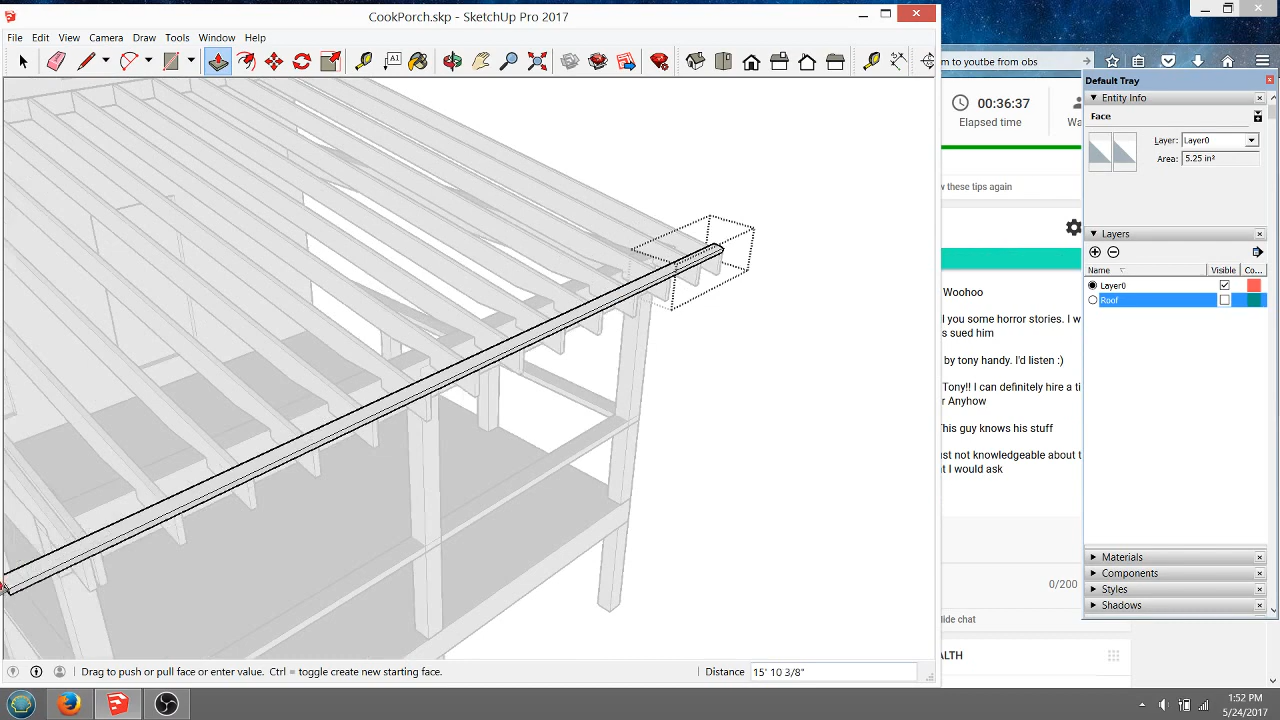 CookPorch.skp - SketchUp Pro 2017
File Edit View Camera Draw Tools Window Help
A1
m to youtbe from obs
00:36:37
Elapsed time
Wa
w these tips again
Woohoo
l you some horror stories. I w
s sued him
by tony handy. I'd listen :)
Tony!! I can definitely hire a ti
r Anyhow
This guy knows his stuff
ust not knowledgeable about t
t I would ask
0/200
lide chat
ALTH
Default Tray
Entity Info
Face
Layer: Layer0
Area: 5.25 in²
Layers
Name Visible Co...
Layer0
Roof
Materials
Components
Styles
Shadows
Drag to push or pull face or enter value. Ctrl = toggle create new starting face.
Distance 15' 10 3/8"
1:52 PM
5/24/2017